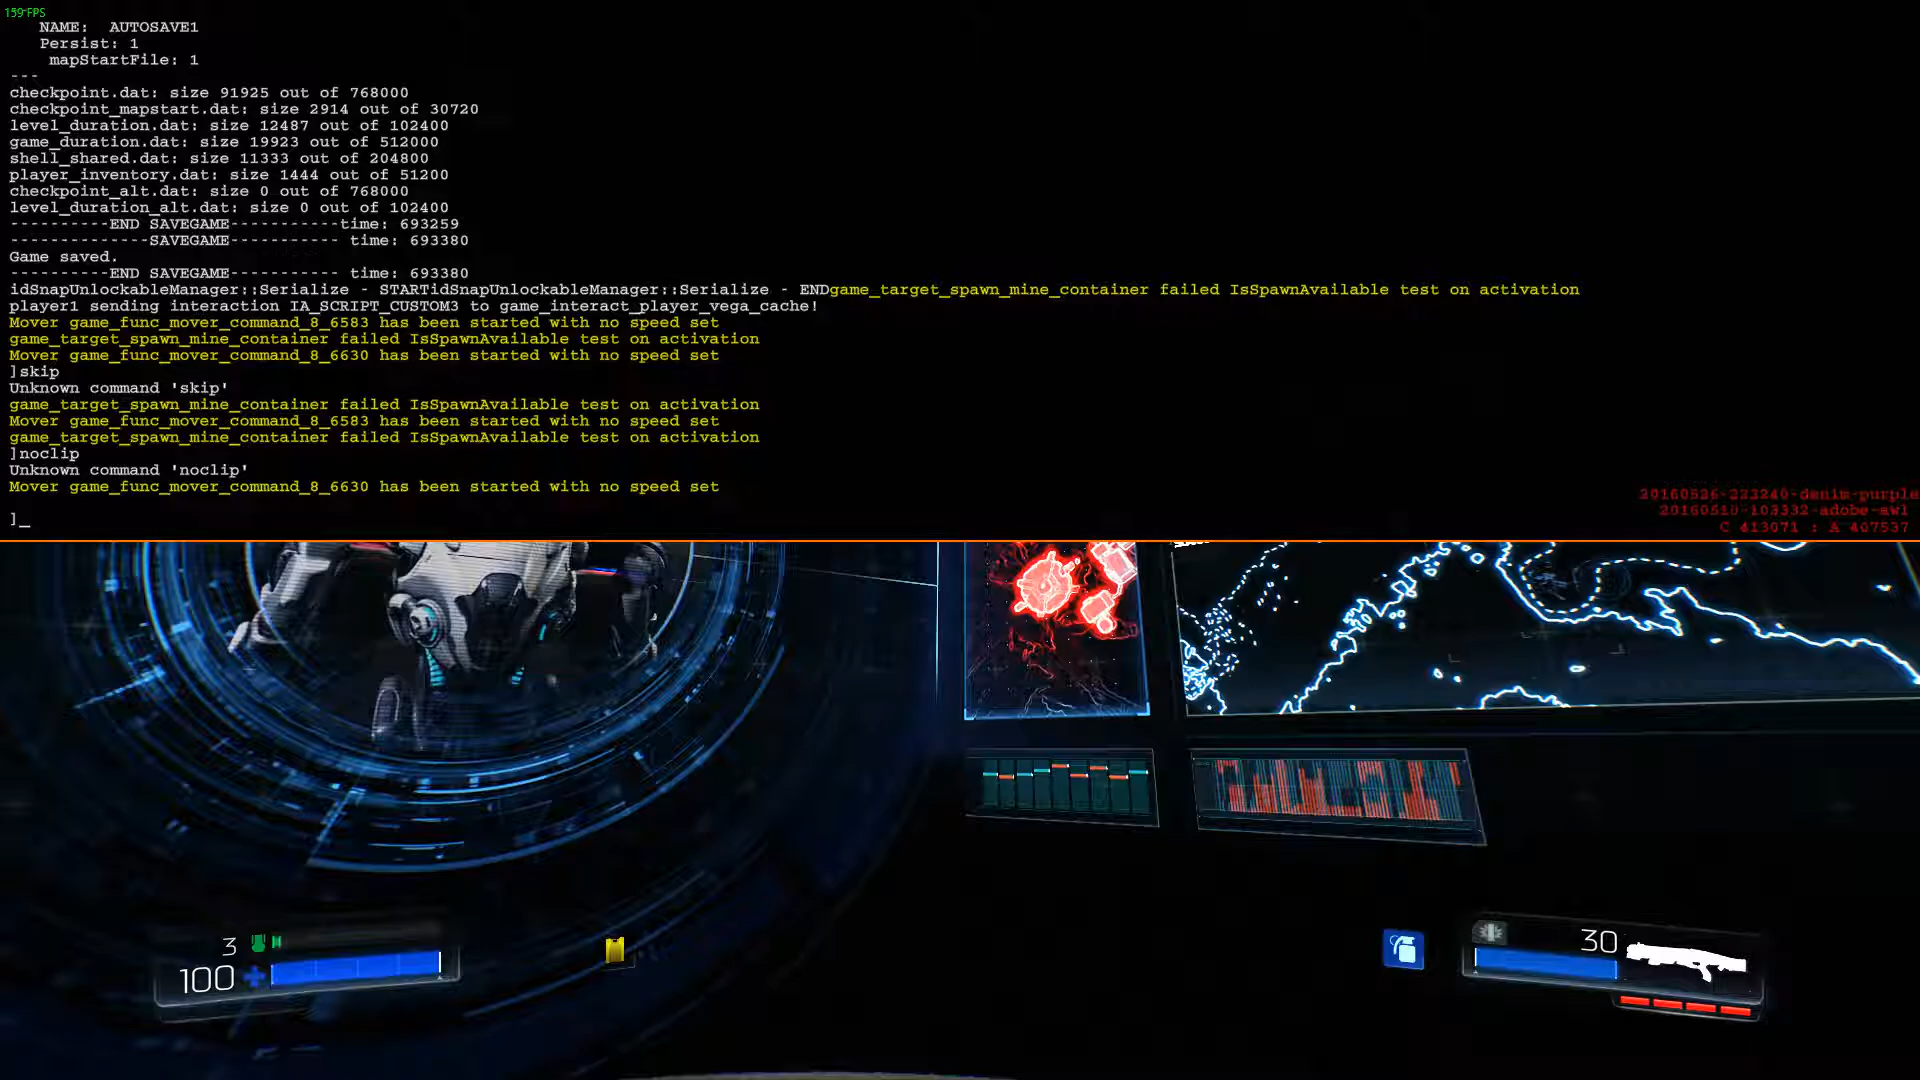 159 FPS
NAME:  AUTOSAVE1
Persist: 1
mapStartFile: 1
---
checkpoint.dat: size 91925 out of 768000
checkpoint_mapstart.dat: size 2914 out of 30720
level_duration.dat: size 12487 out of 102400
game_duration.dat: size 19923 out of 512000
shell_shared.dat: size 11333 out of 204800
player_inventory.dat: size 1444 out of 51200
checkpoint_alt.dat: size 0 out of 768000
level_duration_alt.dat: size 0 out of 102400
----------END SAVEGAME-----------time: 693259
--------------SAVEGAME----------- time: 693380
Game saved.
----------END SAVEGAME----------- time: 693380
idSnapUnlockableManager::Serialize - STARTidSnapUnlockableManager::Serialize - ENDgame_target_spawn_mine_container failed IsSpawnAvailable test on activation
player1 sending interaction IA_SCRIPT_CUSTOM3 to game_interact_player_vega_cache!
Mover game_func_mover_command_8_6583 has been started with no speed set
game_target_spawn_mine_container failed IsSpawnAvailable test on activation
Mover game_func_mover_command_8_6630 has been started with no speed set
]skip
Unknown command 'skip'
game_target_spawn_mine_container failed IsSpawnAvailable test on activation
Mover game_func_mover_command_8_6583 has been started with no speed set
game_target_spawn_mine_container failed IsSpawnAvailable test on activation
]noclip
Unknown command 'noclip'
Mover game_func_mover_command_8_6630 has been started with no speed set
20160526-223240-denim-purple
20160510-103332-adobe-awl
]_
C 413071 : A 407537
3
100
30